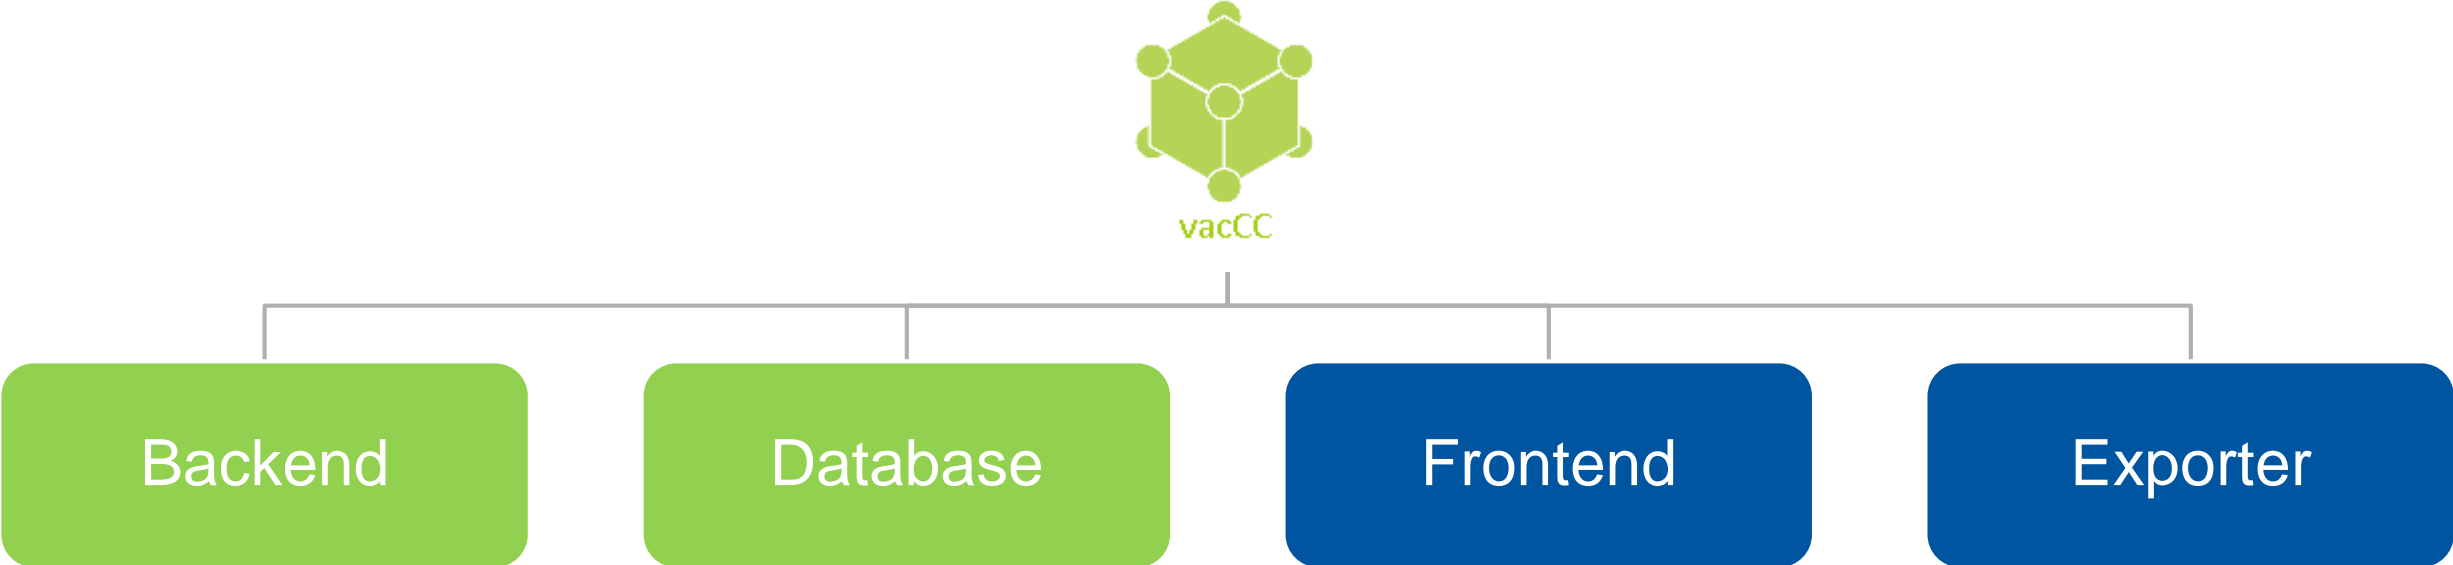 vacCC
Backend
Database
Frontend
Exporter